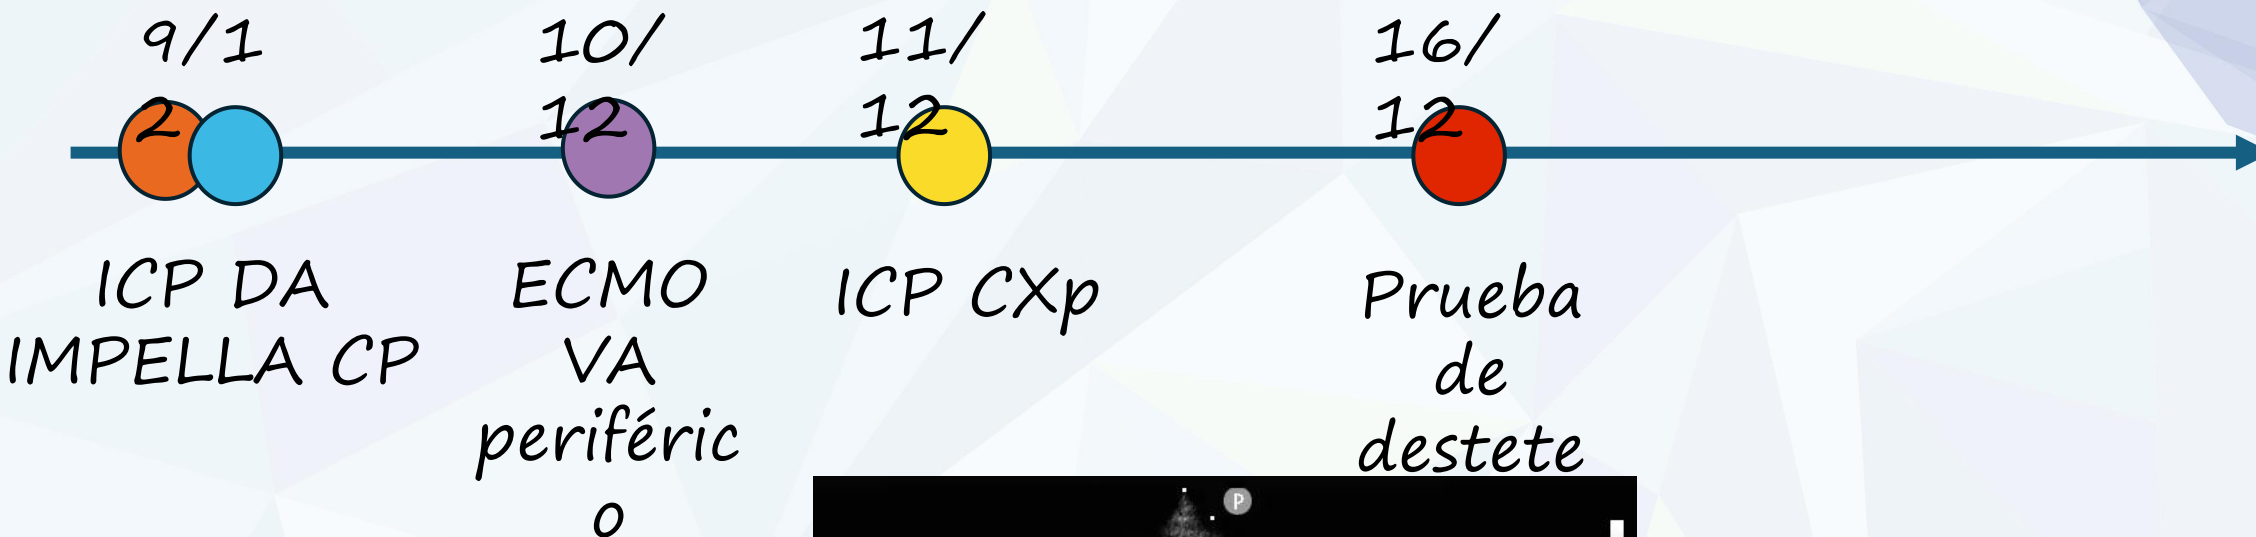 9/1
2
10/
12
11/
12
16/
12
ICP DA
IMPELLA CP
ECMO
VA
periféric
o
ICP CXp
Prueba
de
destete
P